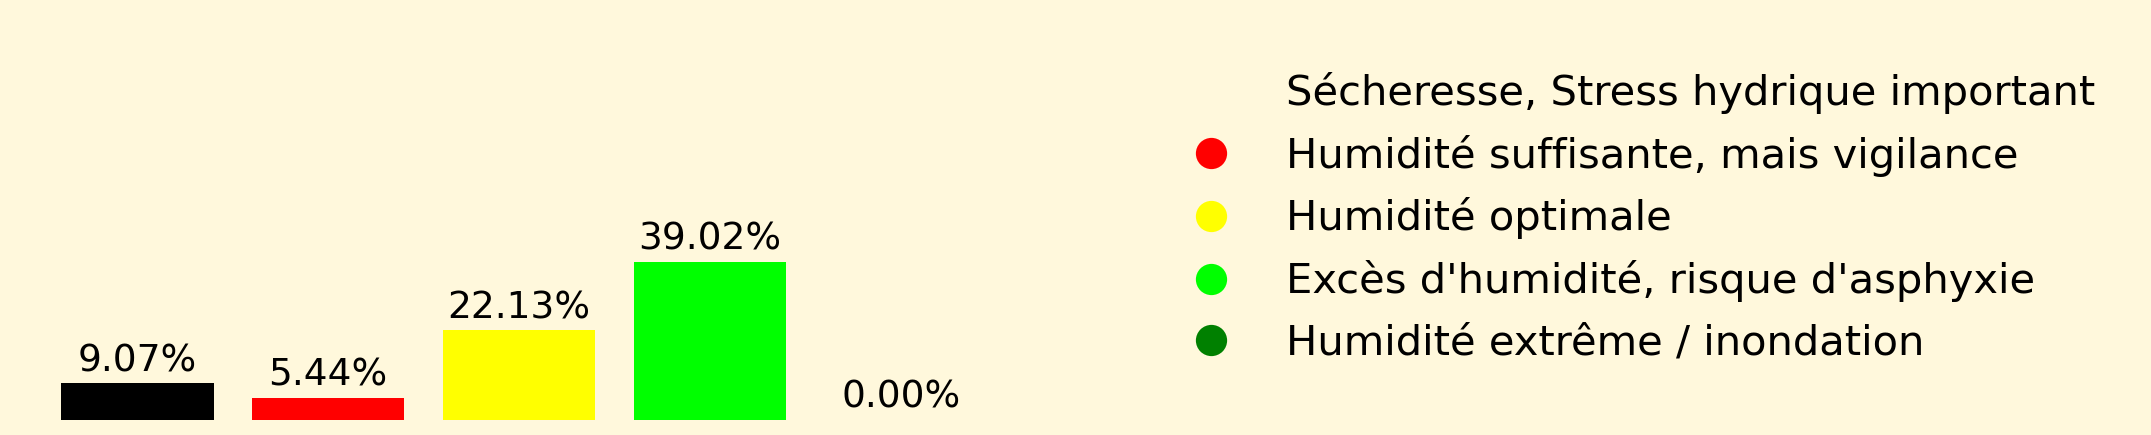 9.07%
5.44%
22.13%
39.02%
0.00%
Sécheresse, Stress hydrique important
Humidité suffisante, mais vigilance
Humidité optimale
Excès d'humidité, risque d'asphyxie
Humidité extrême / inondation